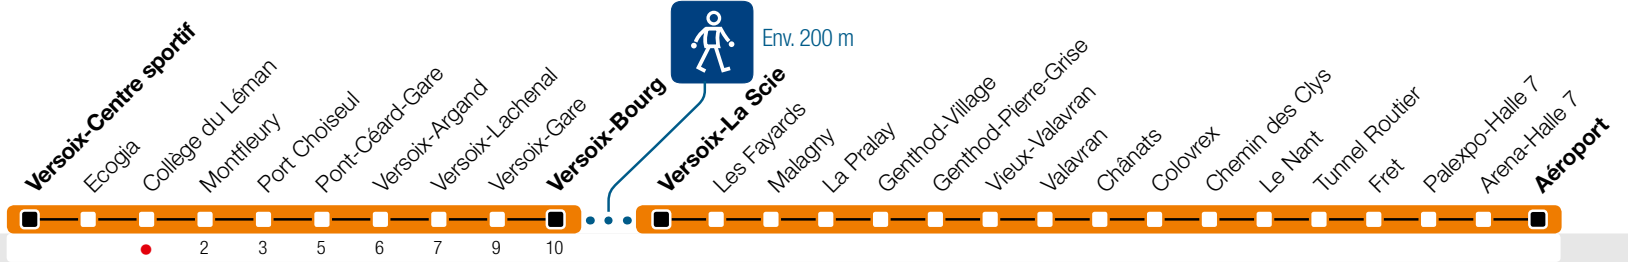 Env. 200 m
Versoix-Centre sportif
Ecogia
Collège du Léman
Montfleury
Port Choiseul
Pont-Céard-Gare
Versoix-Argand
Versoix-Lachenal
Versoix-Gare
Versoix-Bourg
Versoix-La Scie
Les Fayards
Malagny
La Pralay
Genthod-Village
Genthod-Pierre-Grise
Vieux-Valavran
Valavran
Chânats
Colovrex
Chemin des Clys
Le Nant
Tunnel Routier
Fret
Palexpo-Halle 7
Arena-Halle 7
Aéroport
2 3 5 6 7 9 10